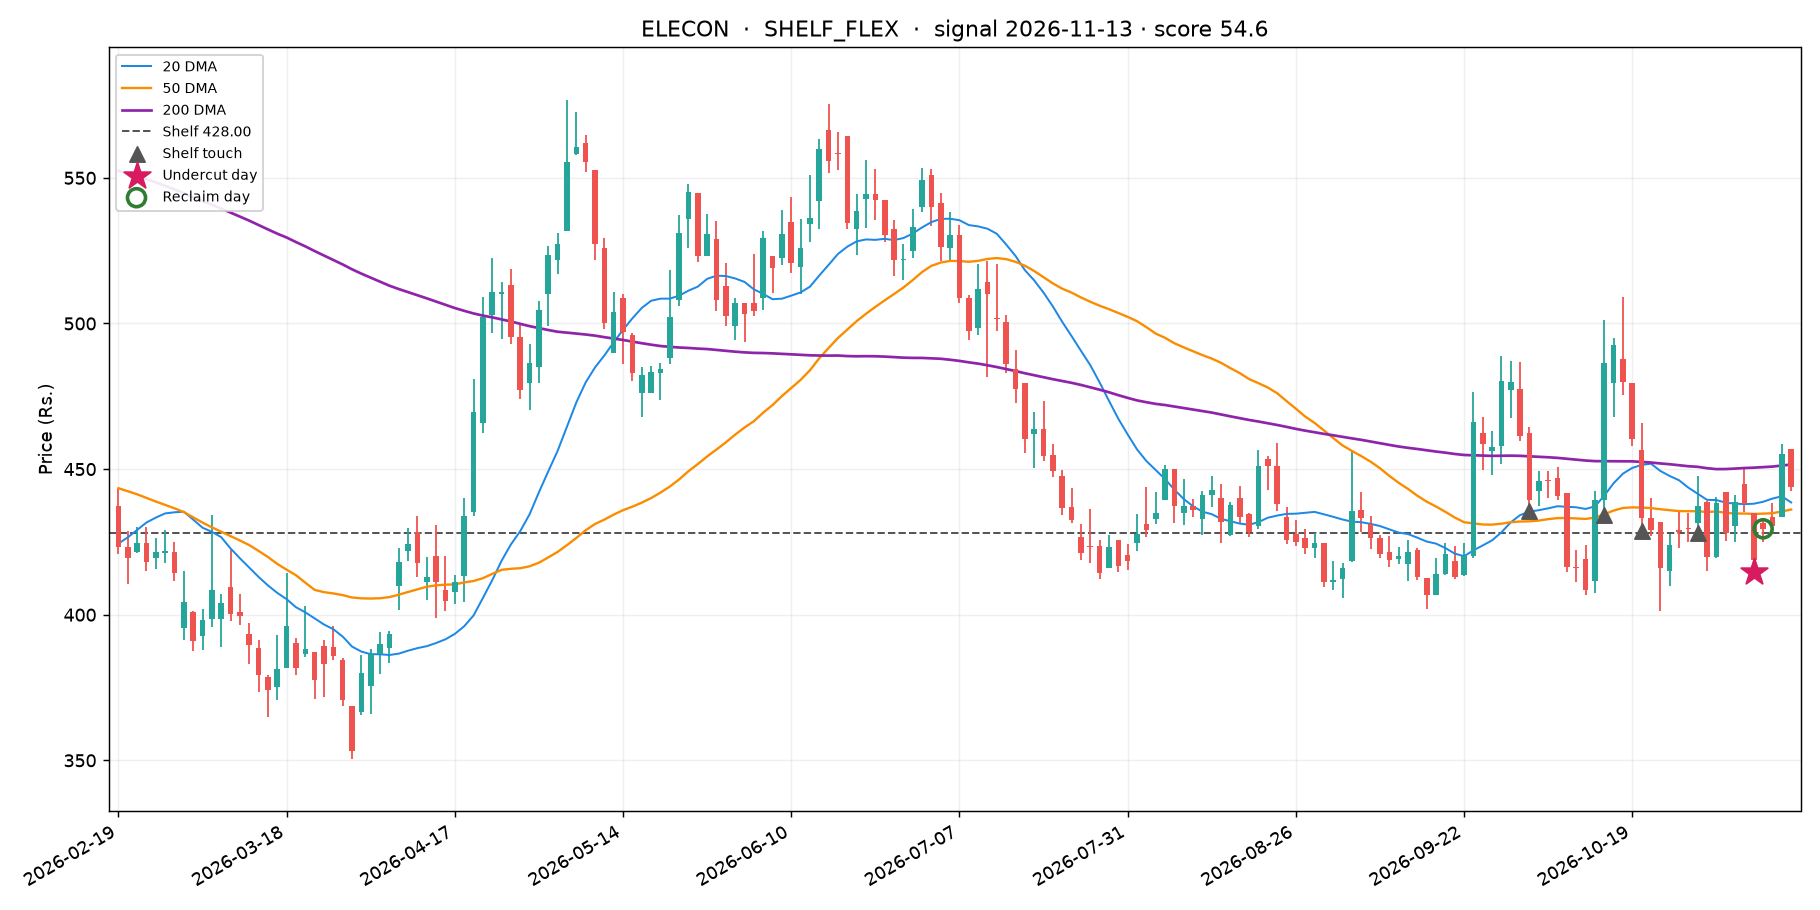 ELECON · SHELF_FLEX · signal 2026-11-13 · score 54.6
20 DMA
50 DMA
200 DMA
Shelf 428.00
Shelf touch
Undercut day
Reclaim day
Price (Rs.)
550
500
450
400
350
2026-02-19
2026-03-18
2026-04-17
2026-05-14
2026-06-10
2026-07-07
2026-07-31
2026-08-26
2026-09-22
2026-10-19